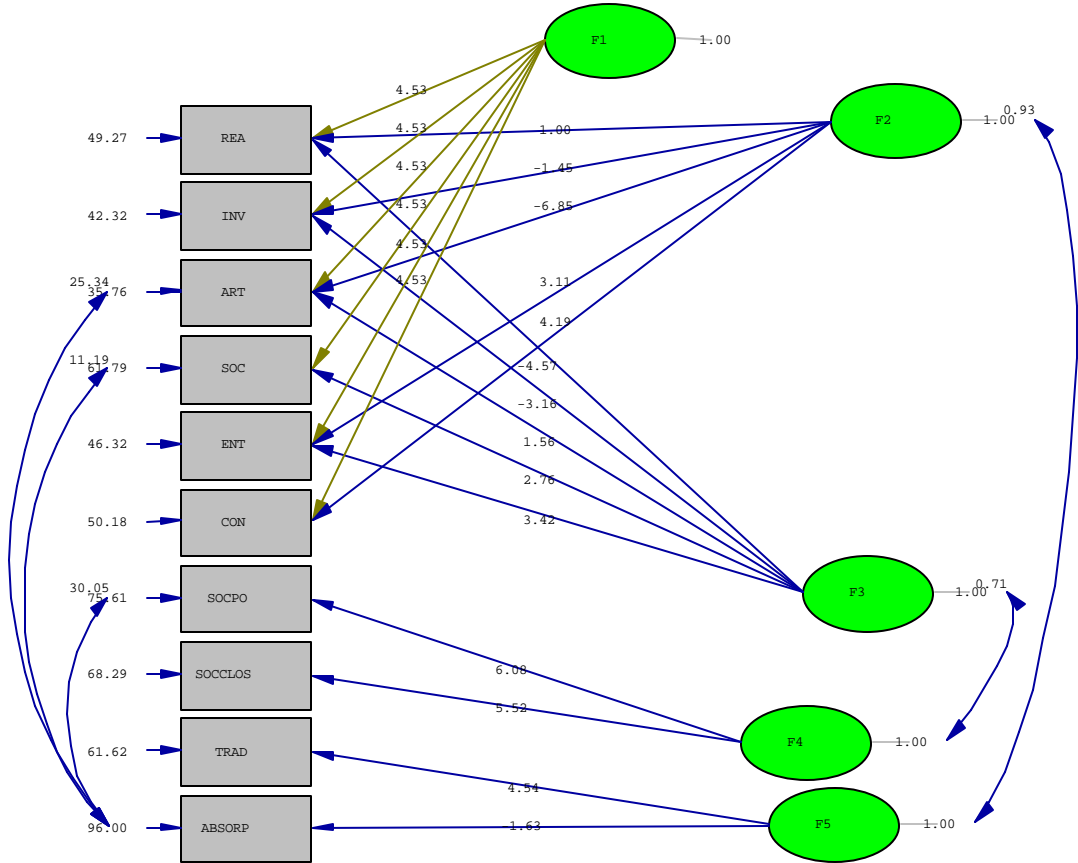 F1
1.00
4.53
0.93
F2
1.00
49.27
REA
4.53
1.00
4.53
-1.45
42.32
INV
4.53
-6.85
4.53
25.34
35.76
ART
4.53
3.11
4.19
11.19
61.79
SOC
-4.57
-3.16
46.32
ENT
1.56
2.76
50.18
CON
3.42
30.05
75.61
SOCPO
F3
0.71
1.00
68.29
SOCCLOS
6.08
5.52
61.62
TRAD
F4
1.00
4.54
96.00
ABSORP
-1.63
F5
1.00